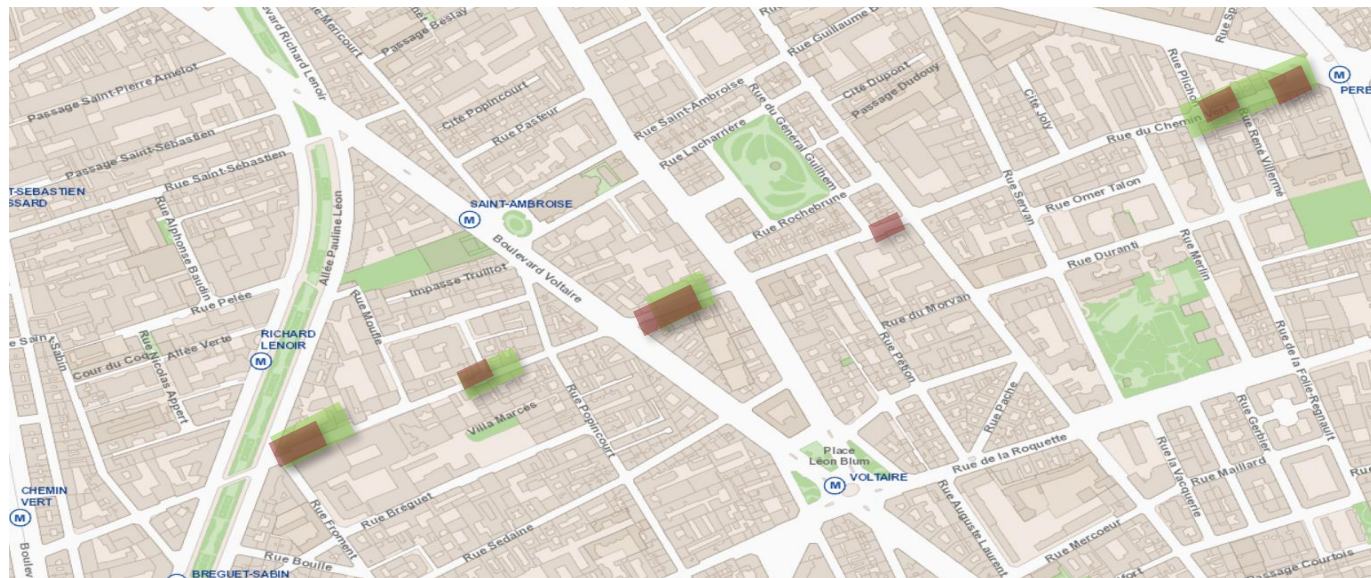 Passage Beslay
Rue Guillaume B
Rue Sp
Boulevard Richard Lenoir
Passage Saint-Pierre Amelot
Cité Popincourt
Rue Saint-Ambroise
Cité Dupont
Passage Dudouy
Rue Plicho
M
PERE
Rue Pasteur
Rue Lacharrière
Rue du Général Guilhem
Cité Joly
Rue du Chemin Vert
Rue René Villermé
Passage Saint-Sébastien
Rue Saint-Sébastien
T-SEBASTIEN
SSARD
Rue Alphonse Baudin
Allée Pauline Léon
SAINT-AMBROISE
M
Rue Rochebrune
Rue Servan
Rue Omer Talon
Boulevard Voltaire
Rue Duranti
Rue Merlin
Impasse Truillot
Rue Pelée
Rue Moufle
Rue du Morvan
e Sain
t Sabin
RICHARD
LENOIR
M
Cour du Coq
Allée Verte
Rue Nicolas Appert
Rue Pétion
Rue de la Folie-Regnault
Villa Marcès
Rue Popincourt
Rue Pache
Rue Gerbier
Place
Léon Blum
Rue de la Roquette
M
VOLTAIRE
Rue la Vacquerie
Rue Maillard
CHEMIN
VERT
M
Boulev
Rue Froment
Rue Bréguet
Rue Sedaine
Rue Boulle
Rue Auguste Laurent
Rue Mercoeur
Passage Courtois
M
BREGUET-SABIN